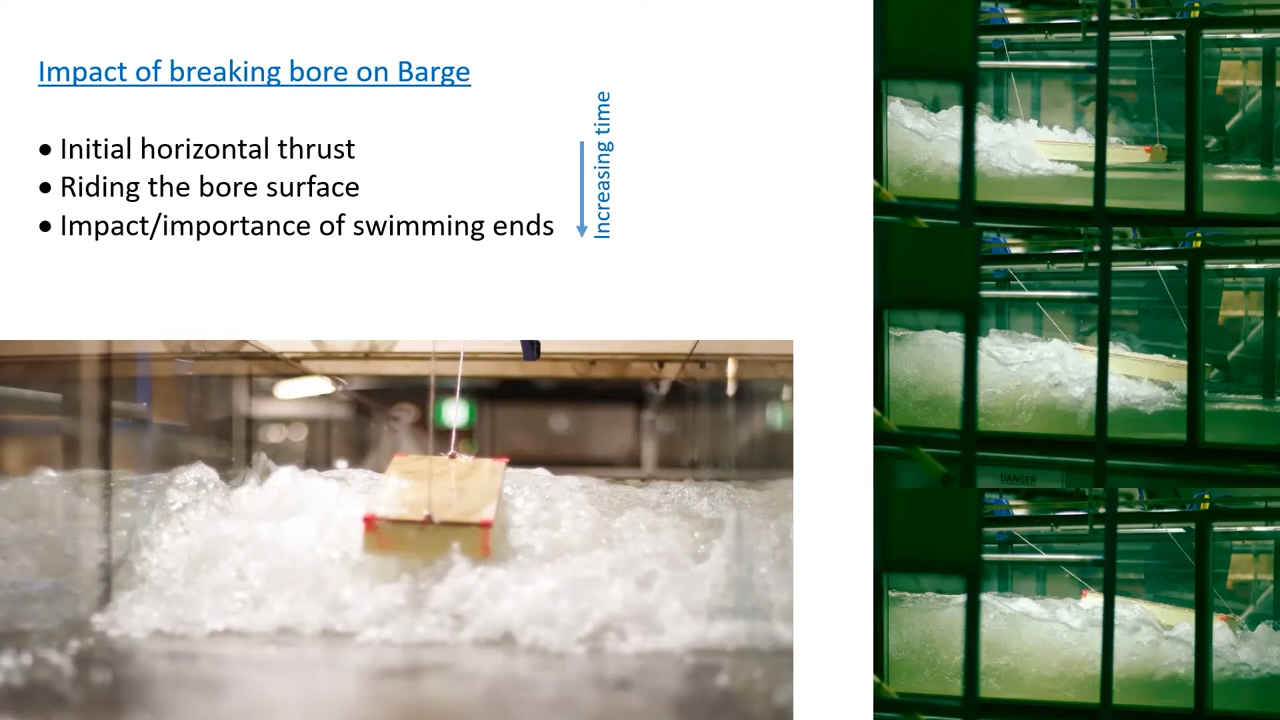 Impact of breaking bore on Barge
• Initial horizontal thrust
• Riding the bore surface
• Impact/importance of swimming ends
Increasing time
DANGER